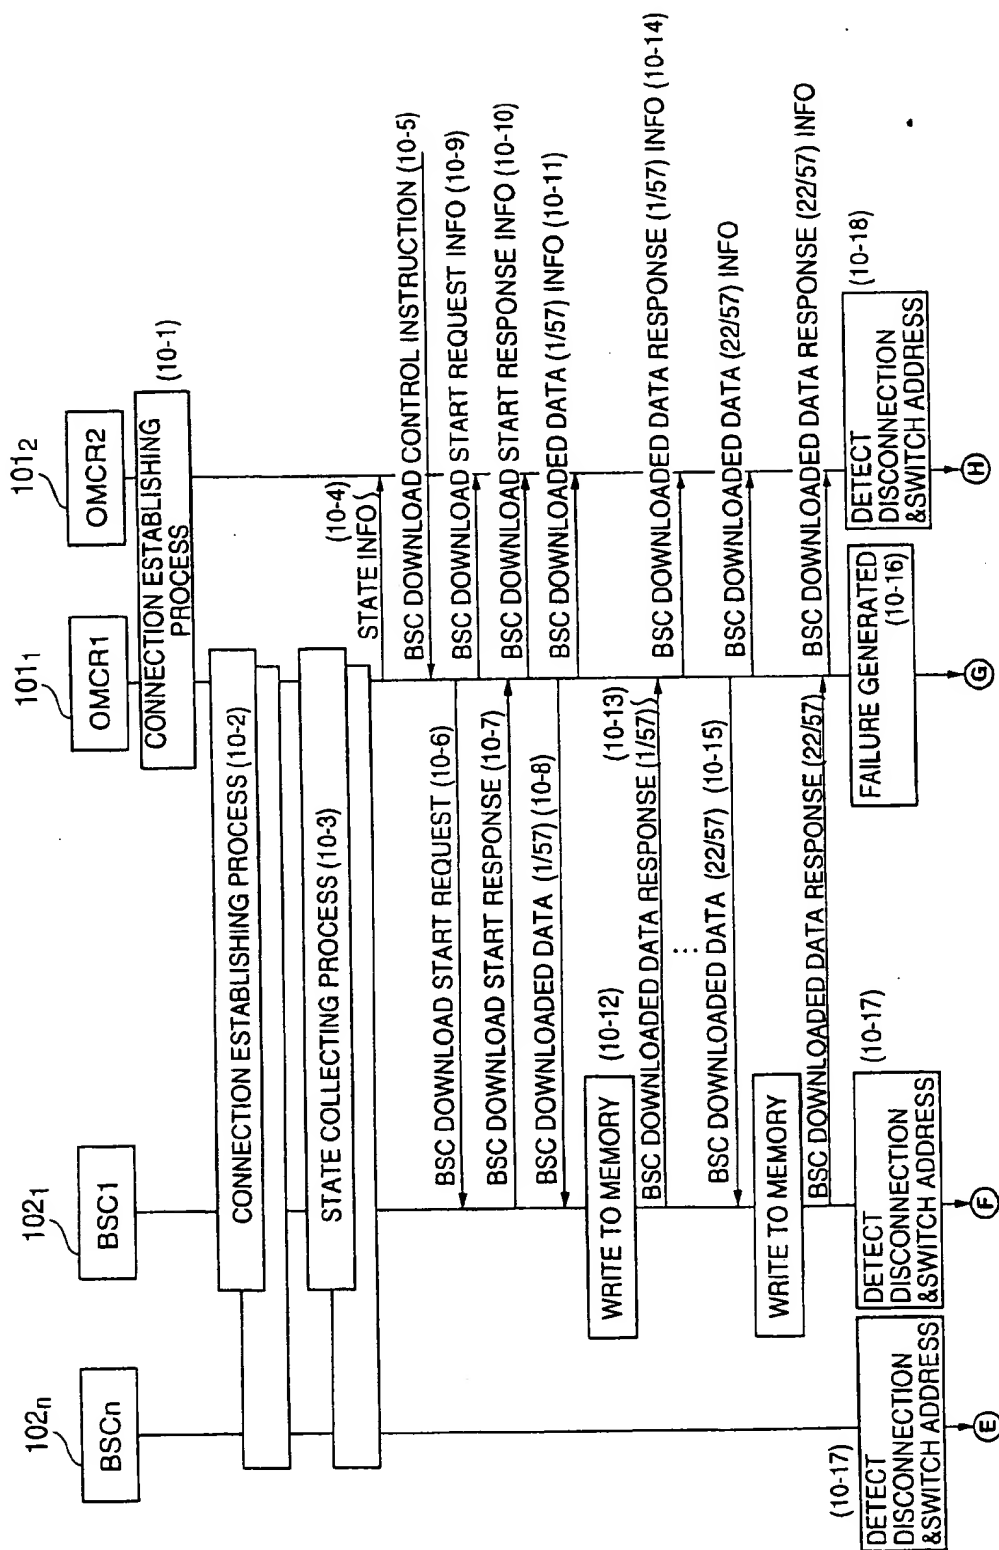 102n
BSCn
102₁
BSC1
101₁
OMCR1
101₂
OMCR2
CONNECTION ESTABLISHING
PROCESS
(10-1)
CONNECTION ESTABLISHING PROCESS (10-2)
STATE COLLECTING PROCESS (10-3)
STATE INFO
(10-4)
BSC DOWNLOAD CONTROL INSTRUCTION (10-5)
BSC DOWNLOAD START REQUEST (10-6)
BSC DOWNLOAD START REQUEST INFO (10-9)
BSC DOWNLOAD START RESPONSE (10-7)
BSC DOWNLOAD START RESPONSE INFO (10-10)
BSC DOWNLOADED DATA (1/57) (10-8)
BSC DOWNLOADED DATA (1/57) INFO (10-11)
WRITE TO MEMORY
(10-12)
(10-13)
BSC DOWNLOADED DATA RESPONSE (1/57)
BSC DOWNLOADED DATA RESPONSE (1/57) INFO (10-14)
⋮
BSC DOWNLOADED DATA (22/57) (10-15)
BSC DOWNLOADED DATA (22/57) INFO
WRITE TO MEMORY
BSC DOWNLOADED DATA RESPONSE (22/57)
BSC DOWNLOADED DATA RESPONSE (22/57) INFO
(10-17)
DETECT
DISCONNECTION
&SWITCH ADDRESS
(10-17)
DETECT
DISCONNECTION
&SWITCH ADDRESS
FAILURE GENERATED
(10-16)
(10-18)
DETECT
DISCONNECTION
&SWITCH ADDRESS
E
F
G
H